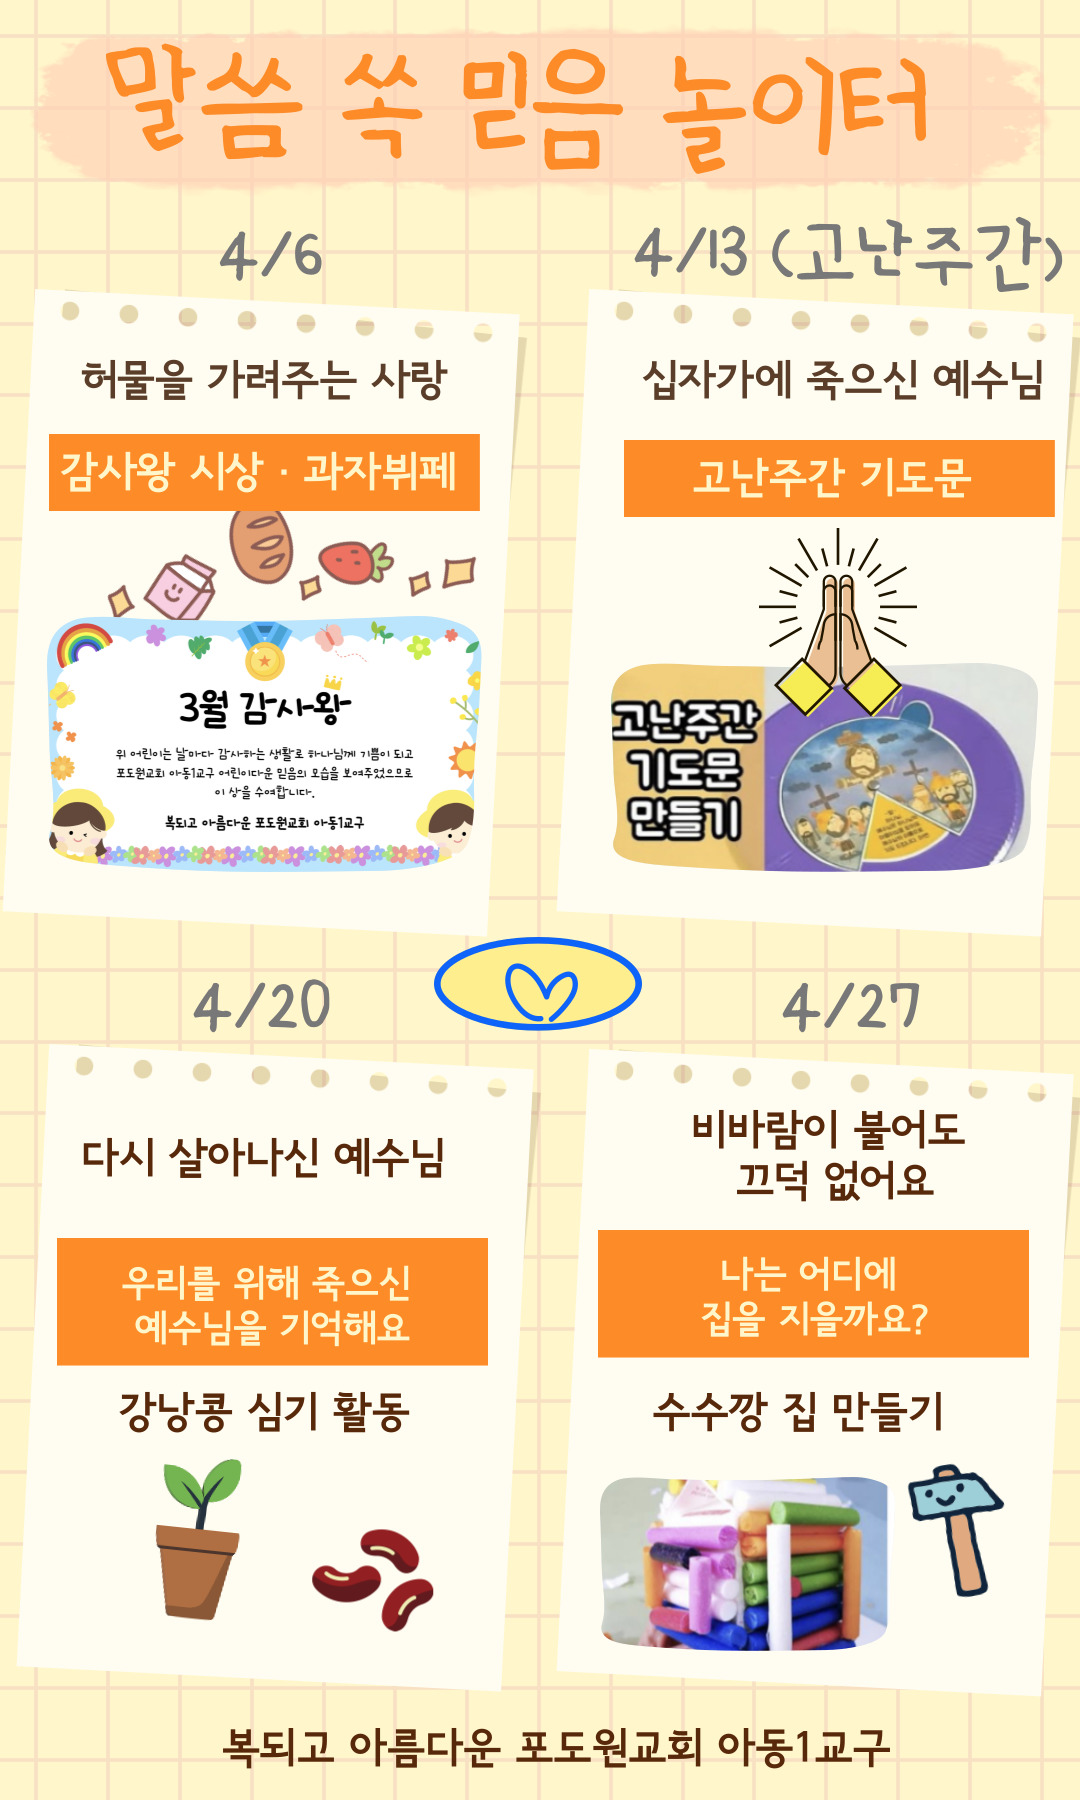 말씀 쏙 믿음 놀이터
4/6
허물을 가려주는 사랑
감사왕 시상 · 과자뷔페
3월 감사왕
위 어린이는 날마다 감사하는 생활로 하나님께 기쁨이 되고
포도원교회 아동1교구 어린이다운 믿음의 모습을 보여주었으므로
이 상을 수여합니다.
복되고 아름다운 포도원교회 아동1교구
4/13 (고난주간)
십자가에 죽으신 예수님
고난주간 기도문
고난주간
기도문
만들기
4/20
다시 살아나신 예수님
우리를 위해 죽으신
예수님을 기억해요
강낭콩 심기 활동
4/27
비바람이 불어도
끄덕 없어요
나는 어디에
집을 지을까요?
수수깡 집 만들기
복되고 아름다운 포도원교회 아동1교구